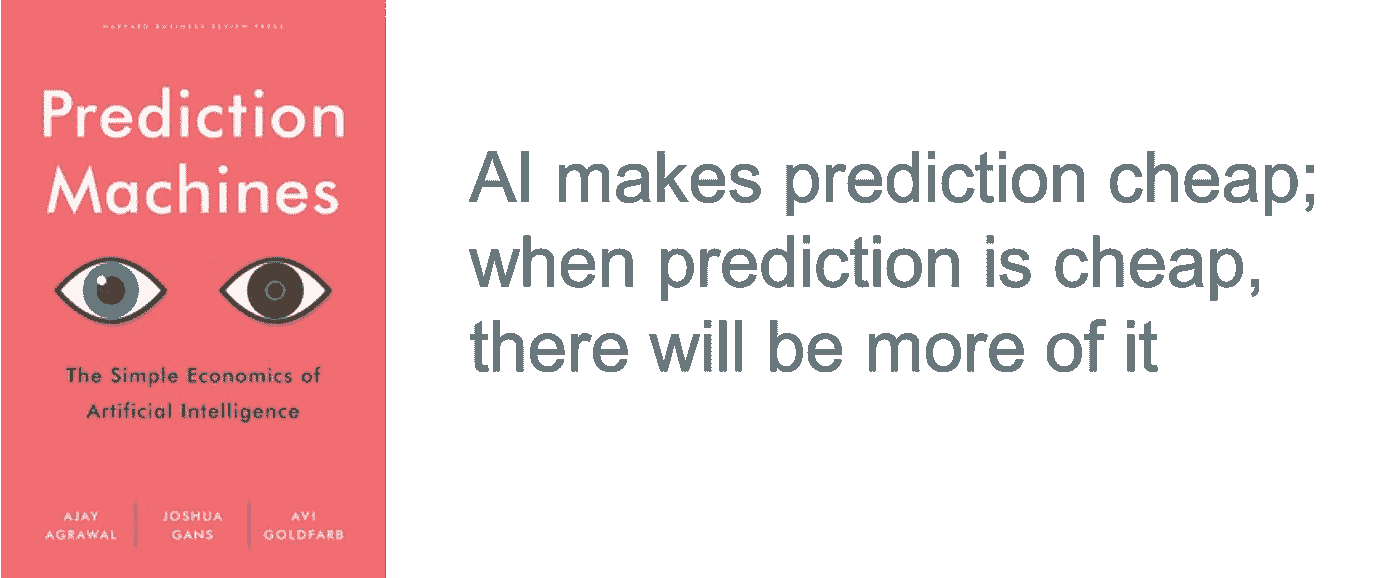 HARVARD BUSINESS REVIEW PRESS
Prediction
Machines
The Simple Economics of
Artificial Intelligence
AJAY
AGRAWAL
JOSHUA
GANS
AVI
GOLDFARB
AI makes prediction cheap;
when prediction is cheap,
there will be more of it